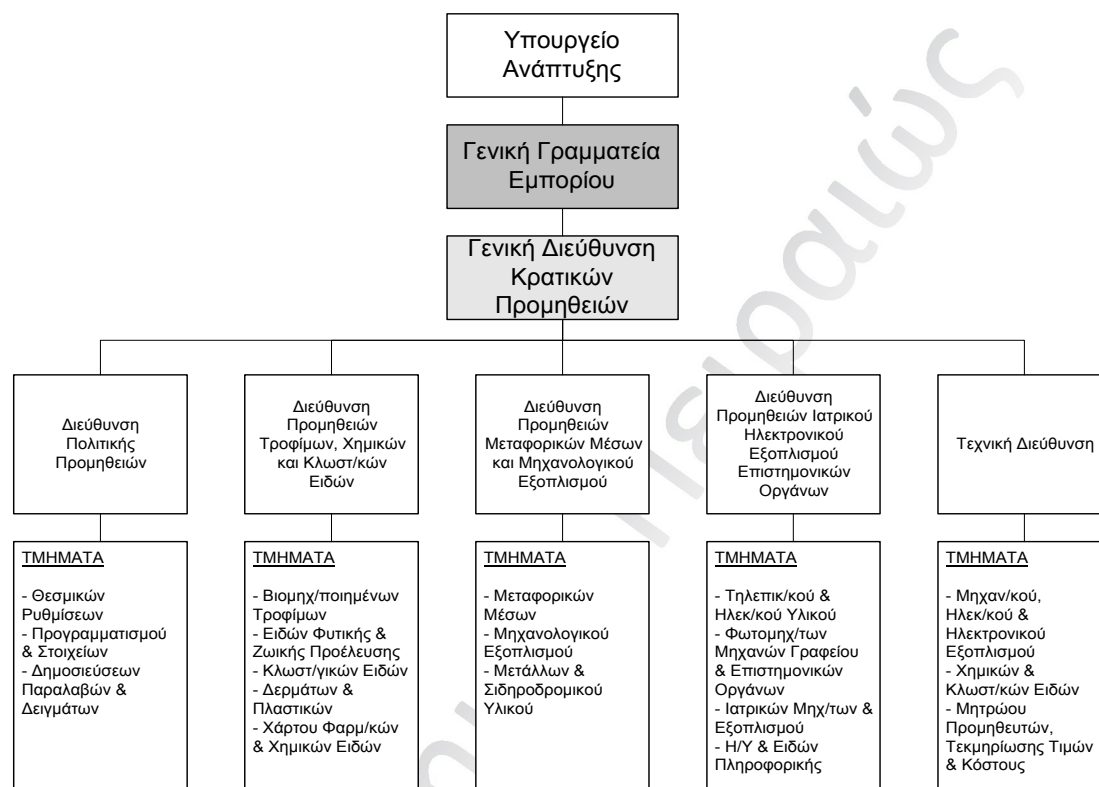 Υπουργείο
Ανάπτυξης
Γενική Γραμματεία
Εμπορίου
Γενική Διεύθυνση
Κρατικών
Προμηθειών
Διεύθυνση
Πολιτικής
Προμηθειών
Διεύθυνση
Προμηθειών
Τροφίμων, Χημικών
και Κλωστ/κών
Ειδών
Διεύθυνση
Προμηθειών
Μεταφορικών Μέσων
και Μηχανολογικού
Εξοπλισμού
Διεύθυνση
Προμηθειών Ιατρικού
Ηλεκτρονικού
Εξοπλισμού
Επιστημονικών
Οργάνων
Τεχνική Διεύθυνση
ΤΜΗΜΑΤΑ
- Θεσμικών
Ρυθμίσεων
- Προγραμματισμού
& Στοιχείων
- Δημοσιεύσεων
Παραλαβών &
Δειγμάτων
ΤΜΗΜΑΤΑ
- Βιομηχ/ποιημένων
Τροφίμων
- Ειδών Φυτικής &
Ζωικής Προέλευσης
- Κλωστ/γικών Ειδών
- Δερμάτων &
Πλαστικών
- Χάρτου Φαρμ/κών
& Χημικών Ειδών
ΤΜΗΜΑΤΑ
- Μεταφορικών
Μέσων
- Μηχανολογικού
Εξοπλισμού
- Μετάλλων &
Σιδηροδρομικού
Υλικού
ΤΜΗΜΑΤΑ
- Τηλεπικ/κού &
Ηλεκ/κού Υλικού
- Φωτομηχ/των
Μηχανών Γραφείου
& Επιστημονικών
Οργάνων
- Ιατρικών Μηχ/των &
Εξοπλισμού
- Η/Υ & Ειδών
Πληροφορικής
ΤΜΗΜΑΤΑ
- Μηχαν/κού,
Ηλεκ/κού &
Ηλεκτρονικού
Εξοπλισμού
- Χημικών &
Κλωστ/κών Ειδών
- Μητρώου
Προμηθευτών,
Τεκμηρίωσης Τιμών
& Κόστους
Πειραιώς